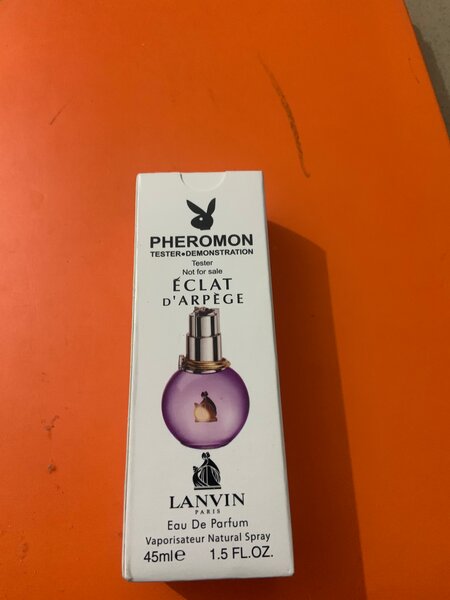 PHEROMON
TESTER●DEMONSTRATION
Tester
Not for sale
ÉCLAT
D'ARPÈGE
LANVIN
PARIS
Eau De Parfum
Vaporisateur Natural Spray
45ml℮ 1.5 FL.OZ.